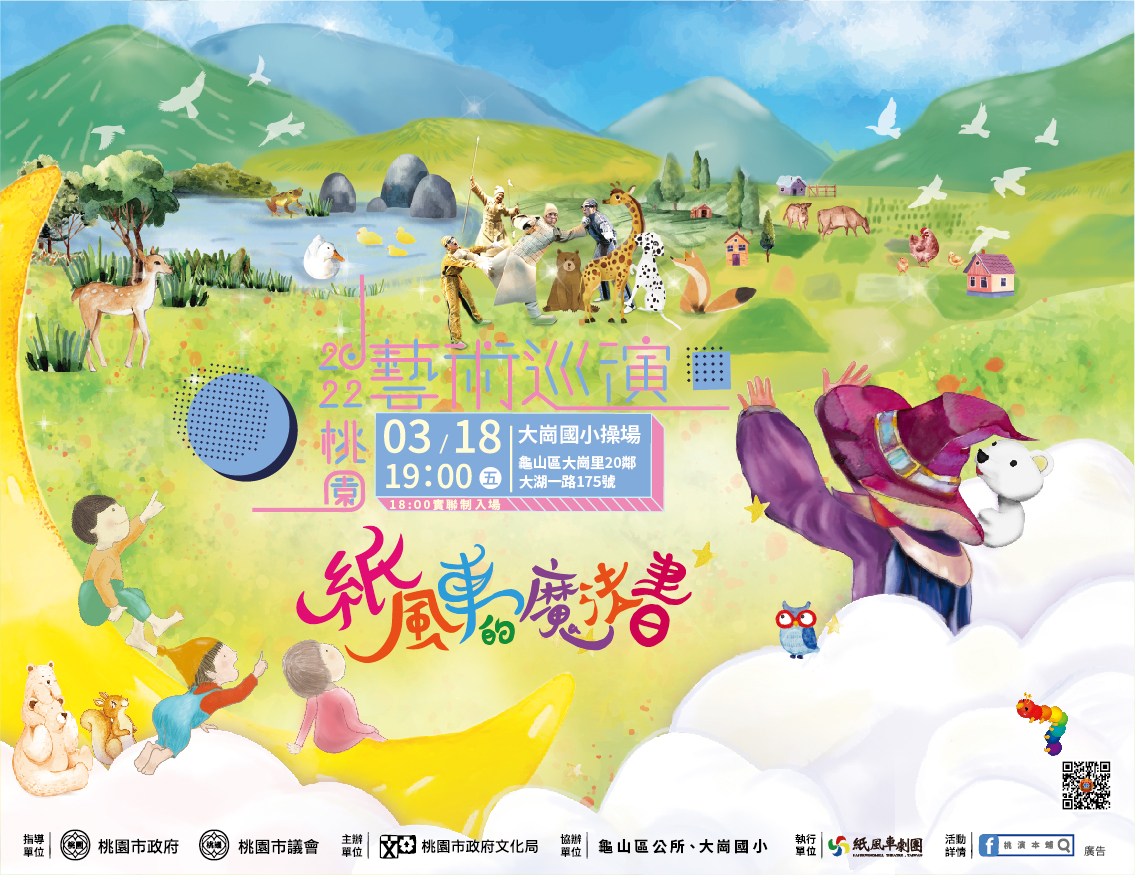 2022
藝術巡演
桃園
03/18
19:00 五
大崗國小操場
龜山區大崗里20鄰
大湖一路175號
18:00實聯制入場
紙風車的魔法書
指導單位
桃園
桃園市政府
桃園市議會
主辦單位
桃園市政府文化局
協辦單位
龜山區公所、大崗國小
執行單位
紙風車劇團
活動詳情
f 桃演本舖
廣告